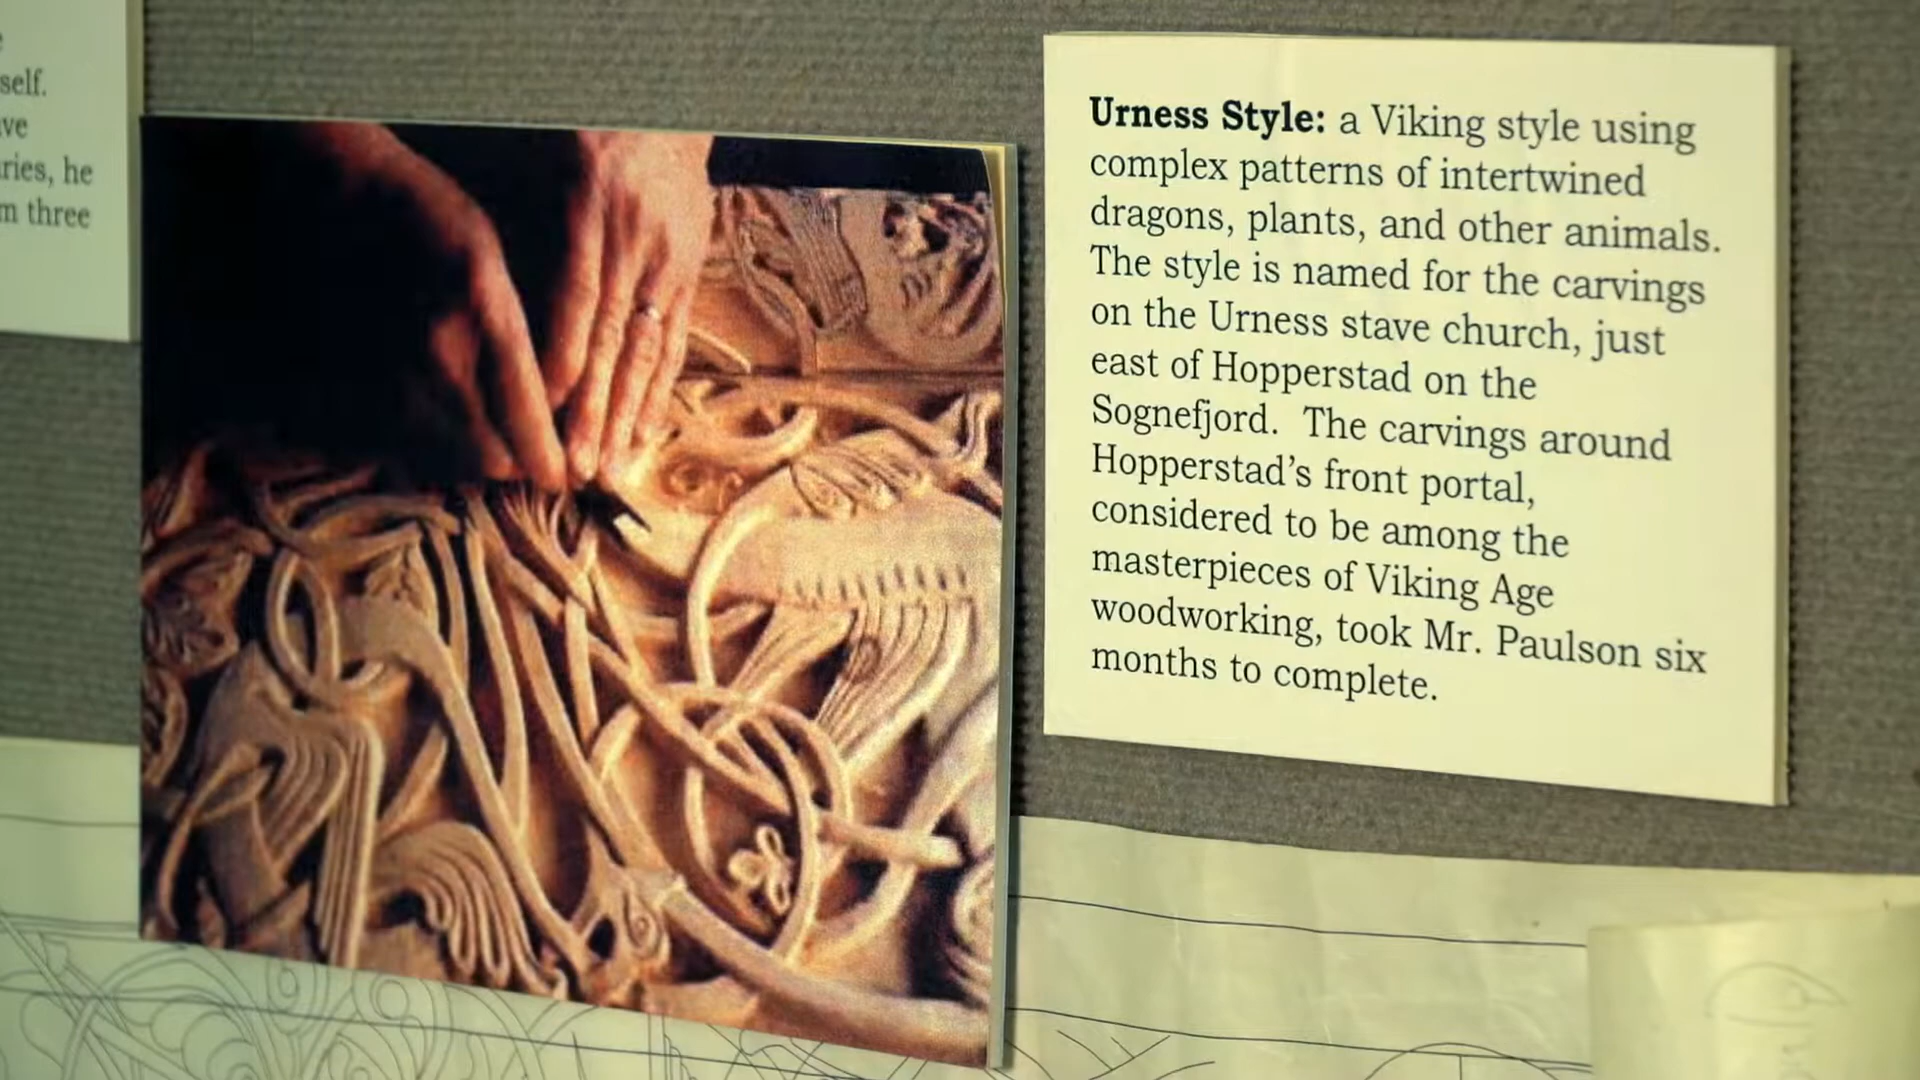 self.
ries, he
three
Urness Style: a Viking style using
complex patterns of intertwined
dragons, plants, and other animals.
The style is named for the carvings
on the Urness stave church, just
east of Hopperstad on the
Sognefjord. The carvings around
Hopperstad's front portal,
considered to be among the
masterpieces of Viking Age
woodworking, took Mr. Paulson six
months to complete.